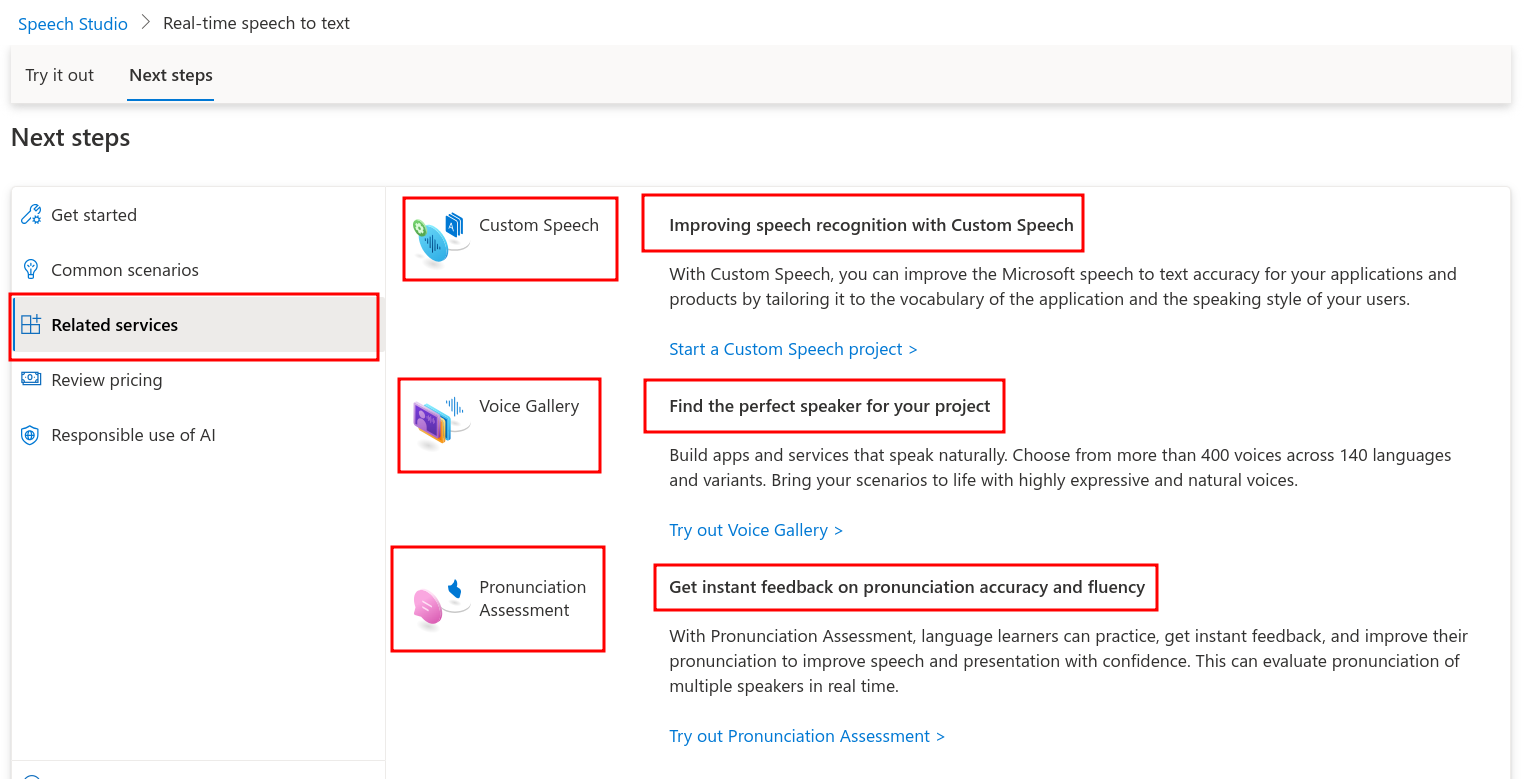 Speech Studio > Real-time speech to text
Try it out Next steps
Next steps
Get started
Common scenarios
Related services
Review pricing
Responsible use of AI
Custom Speech
Improving speech recognition with Custom Speech
With Custom Speech, you can improve the Microsoft speech to text accuracy for your applications and
products by tailoring it to the vocabulary of the application and the speaking style of your users.
Start a Custom Speech project >
Voice Gallery
Find the perfect speaker for your project
Build apps and services that speak naturally. Choose from more than 400 voices across 140 languages
and variants. Bring your scenarios to life with highly expressive and natural voices.
Try out Voice Gallery >
Pronunciation
Assessment
Get instant feedback on pronunciation accuracy and fluency
With Pronunciation Assessment, language learners can practice, get instant feedback, and improve their
pronunciation to improve speech and presentation with confidence. This can evaluate pronunciation of
multiple speakers in real time.
Try out Pronunciation Assessment >